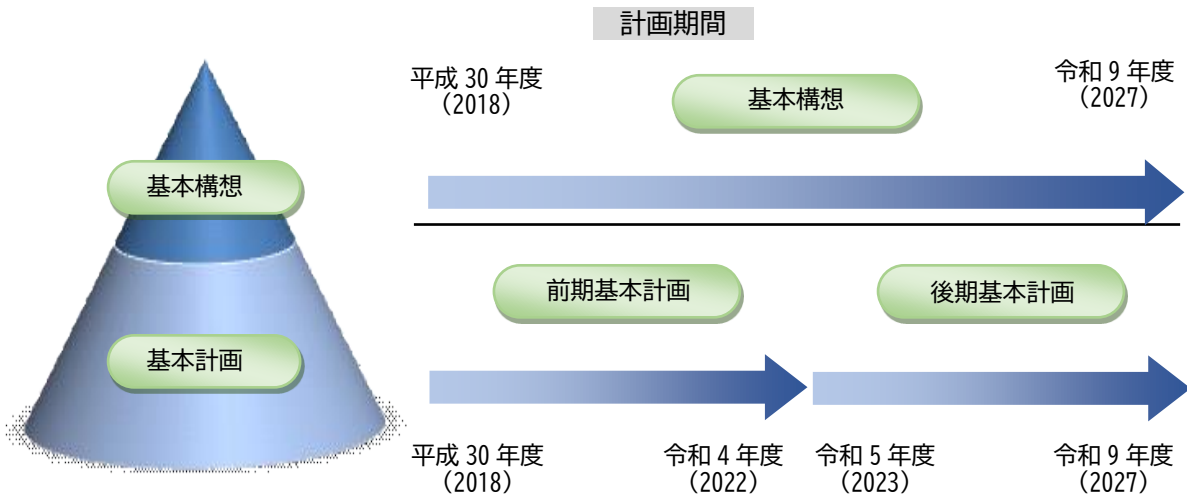 計画期間
平成 30 年度
（2018）
基本構想
令和 9 年度
（2027）
基本構想
基本計画
前期基本計画
後期基本計画
平成 30 年度
（2018）
令和 4 年度
（2022）
令和 5 年度
（2023）
令和 9 年度
（2027）